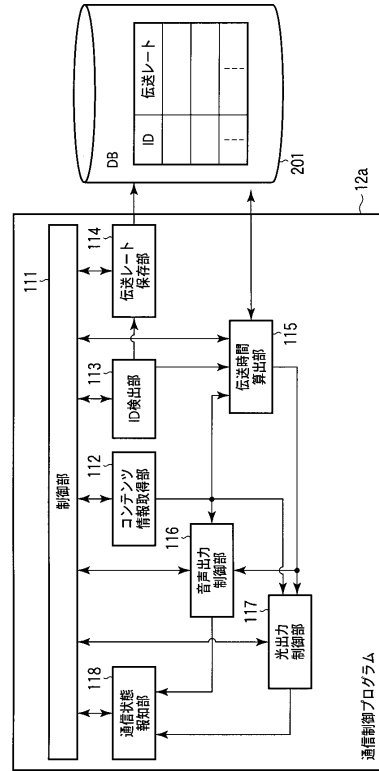 111
制御部
118
通信状態
報知部
116
音声出力
制御部
112
コンテンツ
情報取得部
113
ID検出部
114
伝送レート
保存部
117
光出力
制御部
115
伝送時間
算出部
通信制御プログラム
12a
DB
ID
伝送レート
201